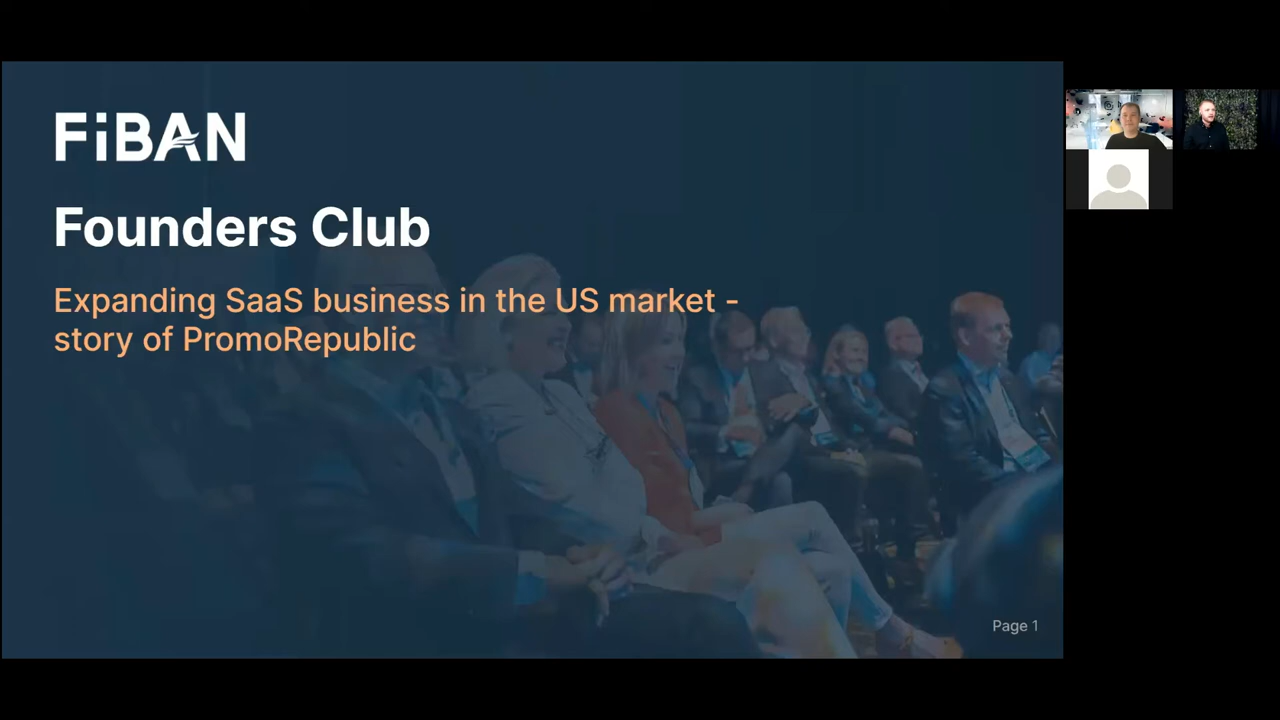 FiBAN
Founders Club
Expanding SaaS business in the US market -
story of PromoRepublic
Page 1